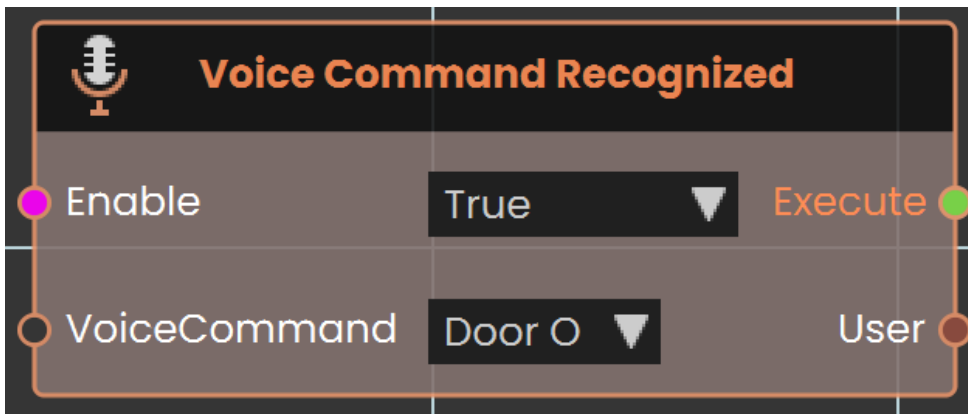 Voice Command Recognized
Enable True Execute
VoiceCommand Door O User